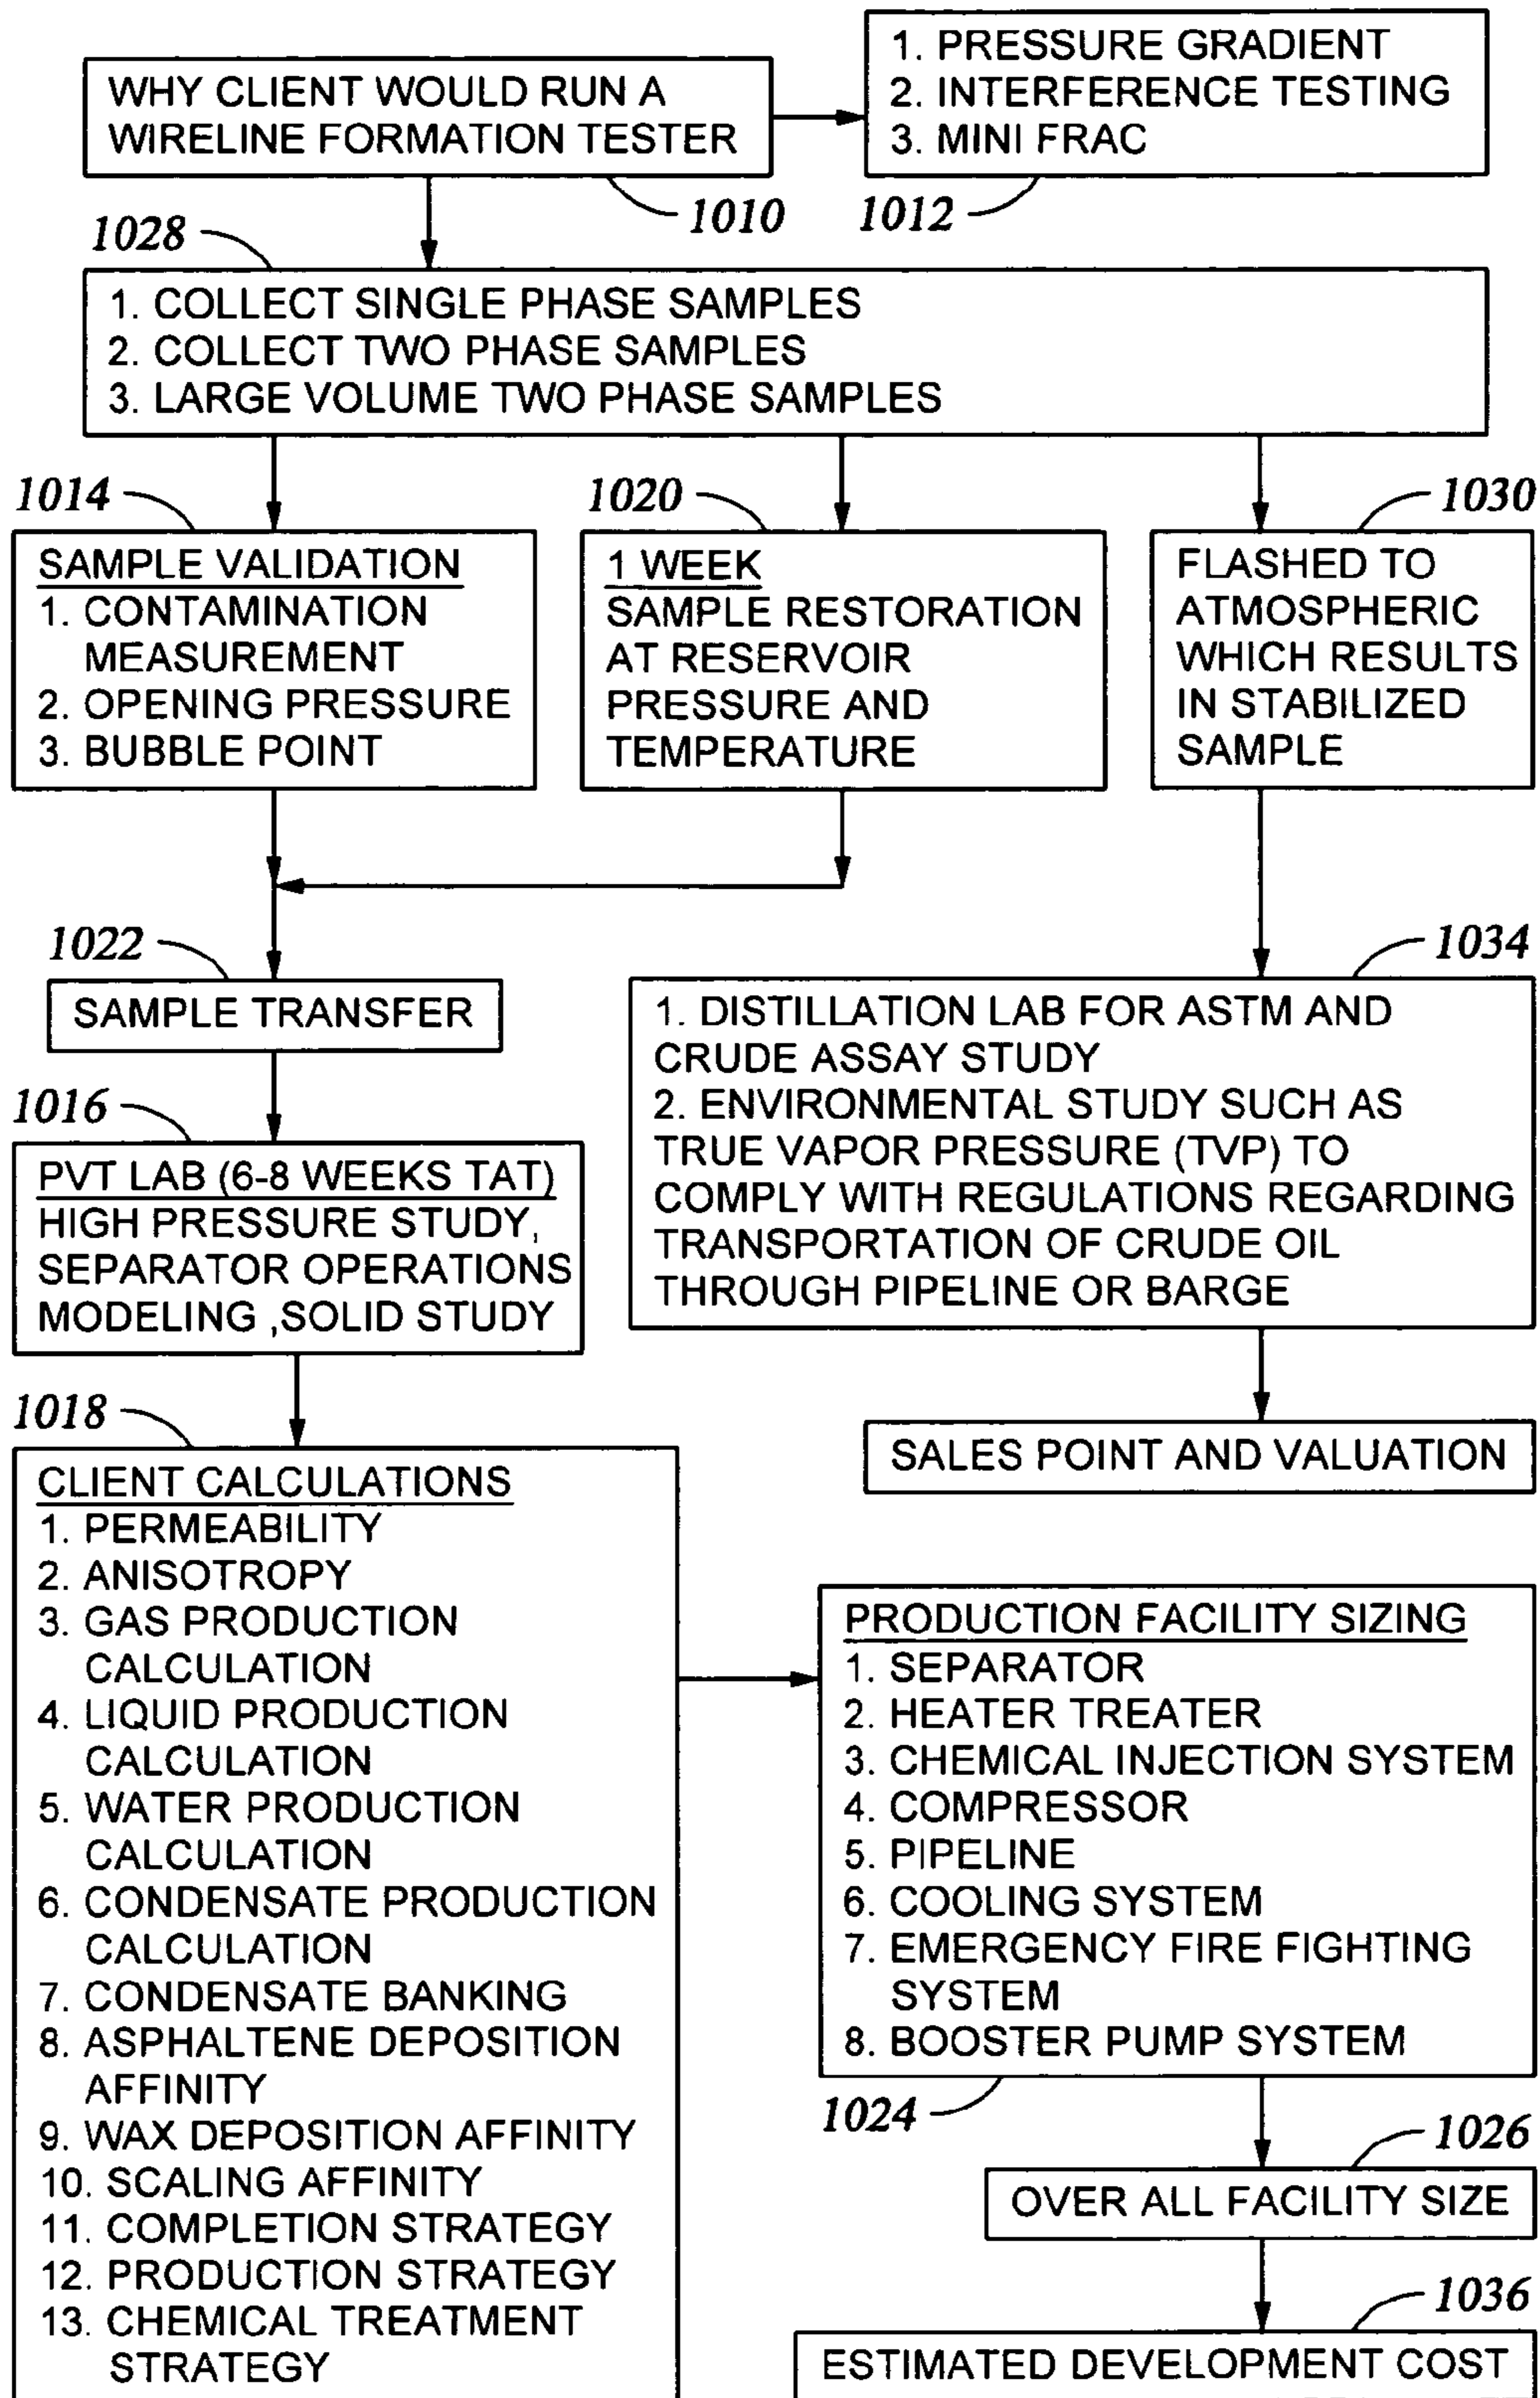 WHY CLIENT WOULD RUN A
WIRELINE FORMATION TESTER
1010
1. PRESSURE GRADIENT
2. INTERFERENCE TESTING
3. MINI FRAC
1012
1028
1. COLLECT SINGLE PHASE SAMPLES
2. COLLECT TWO PHASE SAMPLES
3. LARGE VOLUME TWO PHASE SAMPLES
1014
SAMPLE VALIDATION
1. CONTAMINATION
MEASUREMENT
2. OPENING PRESSURE
3. BUBBLE POINT
1020
1 WEEK
SAMPLE RESTORATION
AT RESERVOIR
PRESSURE AND
TEMPERATURE
1030
FLASHED TO
ATMOSPHERIC
WHICH RESULTS
IN STABILIZED
SAMPLE
1022
SAMPLE TRANSFER
1034
1. DISTILLATION LAB FOR ASTM AND
CRUDE ASSAY STUDY
2. ENVIRONMENTAL STUDY SUCH AS
TRUE VAPOR PRESSURE (TVP) TO
COMPLY WITH REGULATIONS REGARDING
TRANSPORTATION OF CRUDE OIL
THROUGH PIPELINE OR BARGE
1016
PVT LAB (6-8 WEEKS TAT)
HIGH PRESSURE STUDY,
SEPARATOR OPERATIONS
MODELING ,SOLID STUDY
SALES POINT AND VALUATION
1018
CLIENT CALCULATIONS
1. PERMEABILITY
2. ANISOTROPY
3. GAS PRODUCTION
CALCULATION
4. LIQUID PRODUCTION
CALCULATION
5. WATER PRODUCTION
CALCULATION
6. CONDENSATE PRODUCTION
CALCULATION
7. CONDENSATE BANKING
8. ASPHALTENE DEPOSITION
AFFINITY
9. WAX DEPOSITION AFFINITY
10. SCALING AFFINITY
11. COMPLETION STRATEGY
12. PRODUCTION STRATEGY
13. CHEMICAL TREATMENT
STRATEGY
PRODUCTION FACILITY SIZING
1. SEPARATOR
2. HEATER TREATER
3. CHEMICAL INJECTION SYSTEM
4. COMPRESSOR
5. PIPELINE
6. COOLING SYSTEM
7. EMERGENCY FIRE FIGHTING
SYSTEM
8. BOOSTER PUMP SYSTEM
1024
1026
OVER ALL FACILITY SIZE
1036
ESTIMATED DEVELOPMENT COST